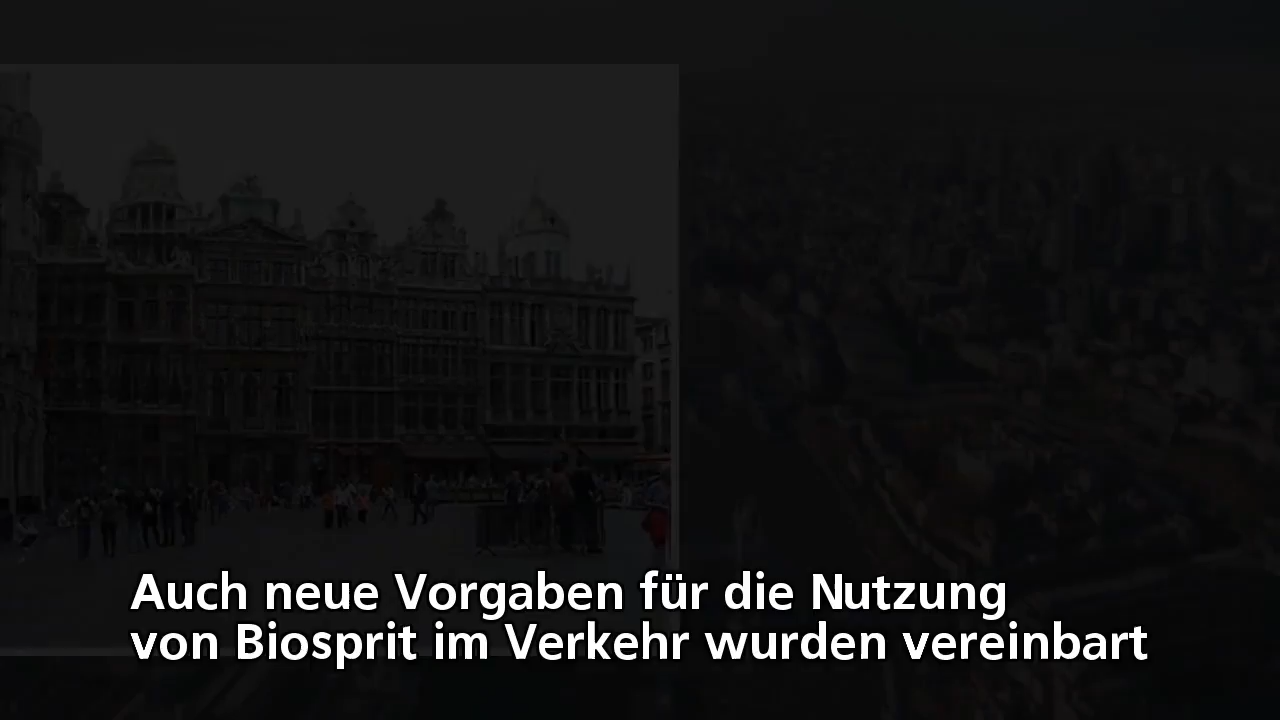 Auch neue Vorgaben für die Nutzung
von Biosprit im Verkehr wurden vereinbart